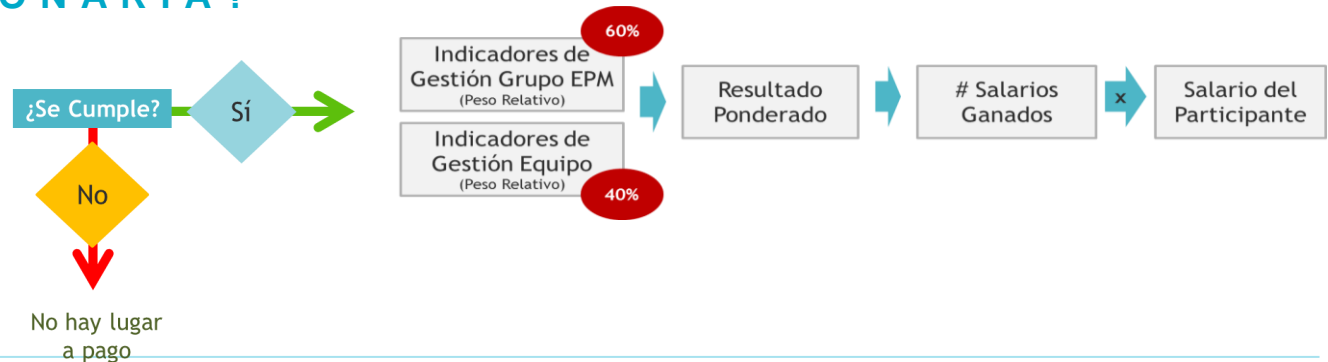 ¿Se Cumple?
Sí
No
No hay lugar
a pago
60%
Indicadores de
Gestión Grupo EPM
(Peso Relativo)
Indicadores de
Gestión Equipo
(Peso Relativo)
40%
Resultado
Ponderado
# Salarios
Ganados
x
Salario del
Participante